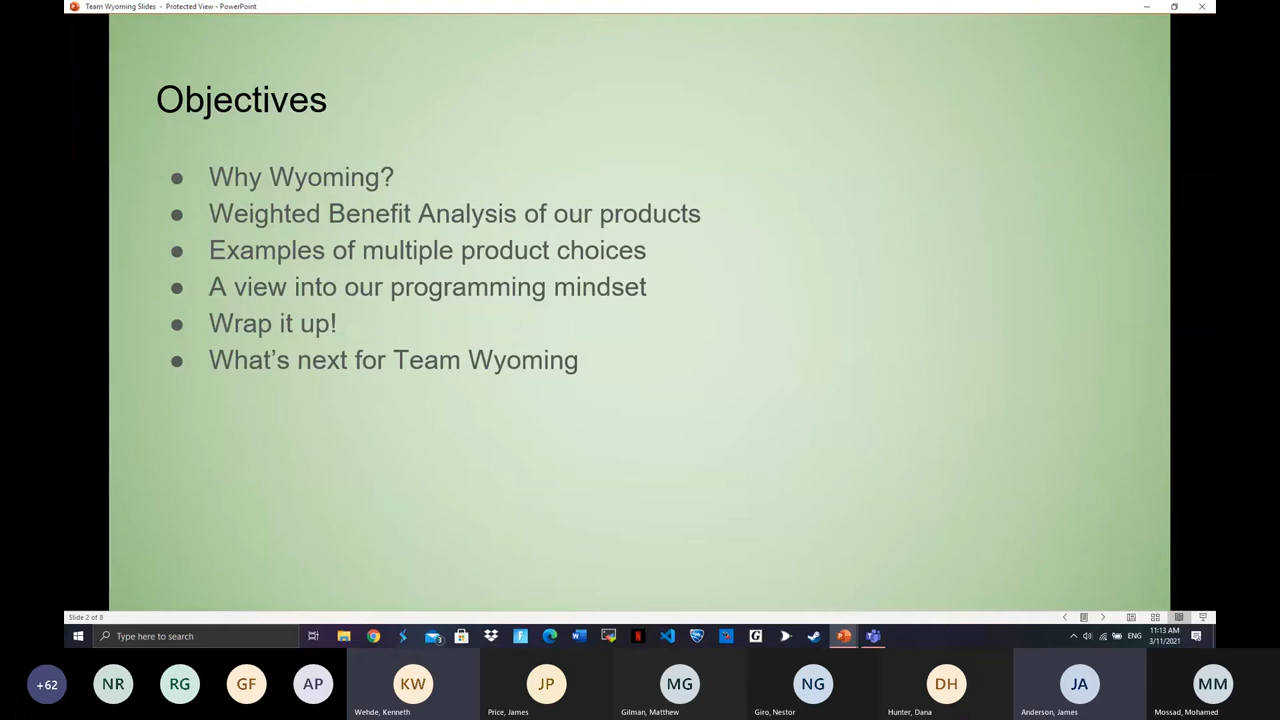 Team Wyoming Slides - Protected View - PowerPoint
Objectives
● Why Wyoming?
● Weighted Benefit Analysis of our products
● Examples of multiple product choices
● A view into our programming mindset
● Wrap it up!
● What’s next for Team Wyoming
Slide 2 of 8
Type here to search
3
N
G
ENG
11:13 AM
3/11/2021
+62
NR
RG
GF
AP
KW
JP
MG
NG
DH
JA
MM
Wehde, Kenneth
Price, James
Gilman, Matthew
Giro, Nestor
Hunter, Dana
Anderson, James
Mossad, Mohamed